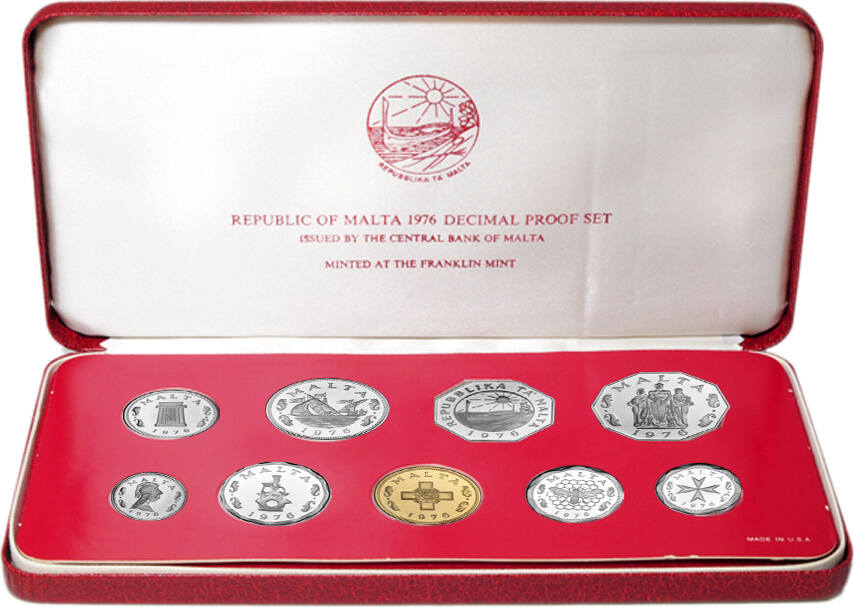 REPUBBLIKA TA' MALTA
REPUBLIC OF MALTA 1976 DECIMAL PROOF SET
ISSUED BY THE CENTRAL BANK OF MALTA
MINTED AT THE FRANKLIN MINT
MALTA
1976
MALTA
1976
REPUBBLIKA TA' MALTA
1976
MALTA
1976
1976
MALTA
1976
MALTA
1976
MALTA
1976
MALTA
1976
MADE IN U.S.A